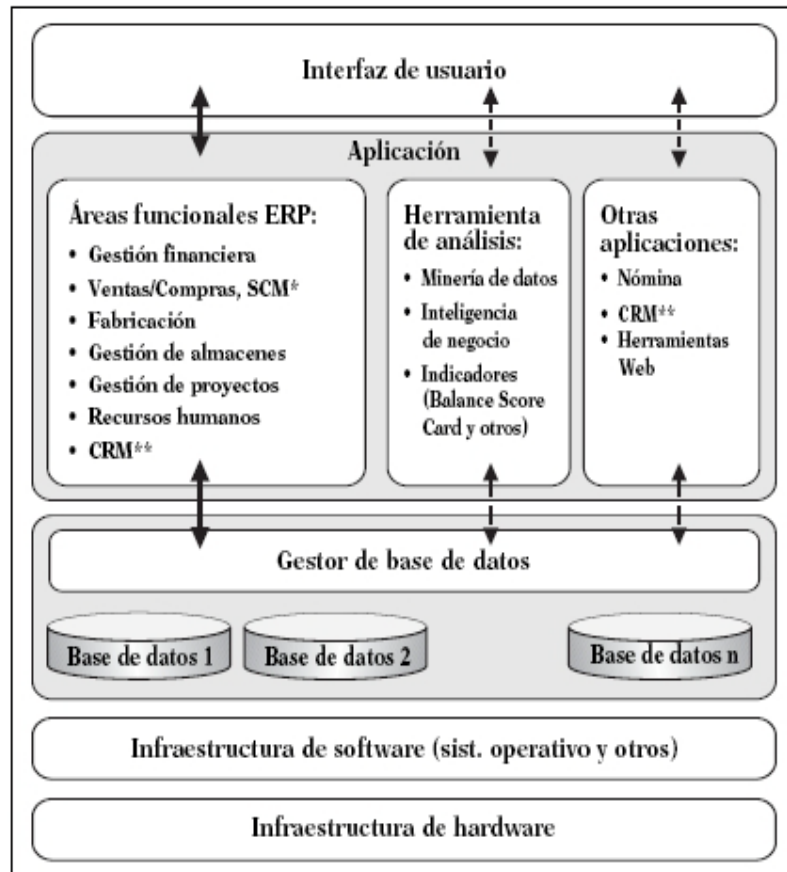 Interfaz de usuario
Aplicación
Áreas funcionales ERP:
• Gestión financiera
• Ventas/Compras, SCM*
• Fabricación
• Gestión de almacenes
• Gestión de proyectos
• Recursos humanos
• CRM**
Herramienta
de análisis:
• Minería de datos
• Inteligencia
de negocio
• Indicadores
(Balance Score
Card y otros)
Otras
aplicaciones:
• Nómina
• CRM**
• Herramientas
Web
Gestor de base de datos
Base de datos 1
Base de datos 2
Base de datos n
Infraestructura de software (sist. operativo y otros)
Infraestructura de hardware